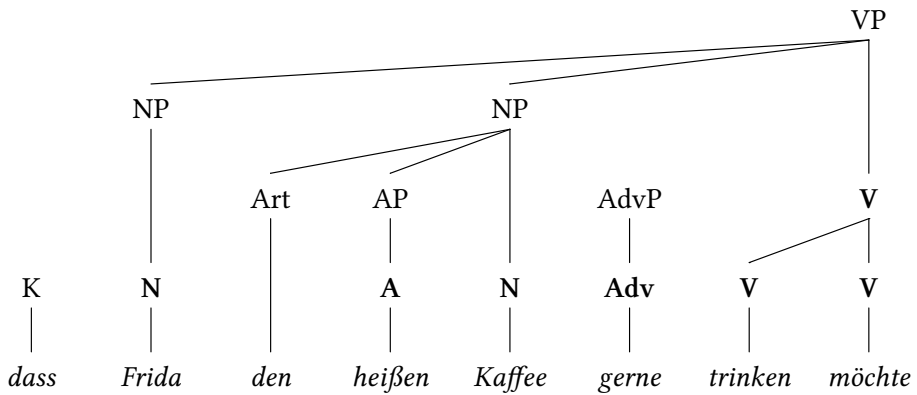 VP
NP NP
Art AP AdvP V
K N A N Adv V V
dass Frida den heißen Kaffee gerne trinken möchte